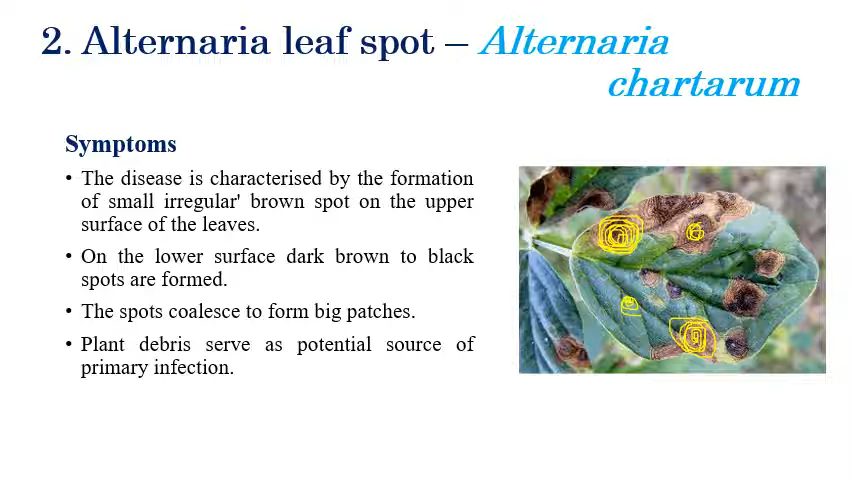 2. Alternaria leaf spot – Alternaria
chartarum
Symptoms
• The disease is characterised by the formation
of small irregular' brown spot on the upper
surface of the leaves.
• On the lower surface dark brown to black
spots are formed.
• The spots coalesce to form big patches.
• Plant debris serve as potential source of
primary infection.